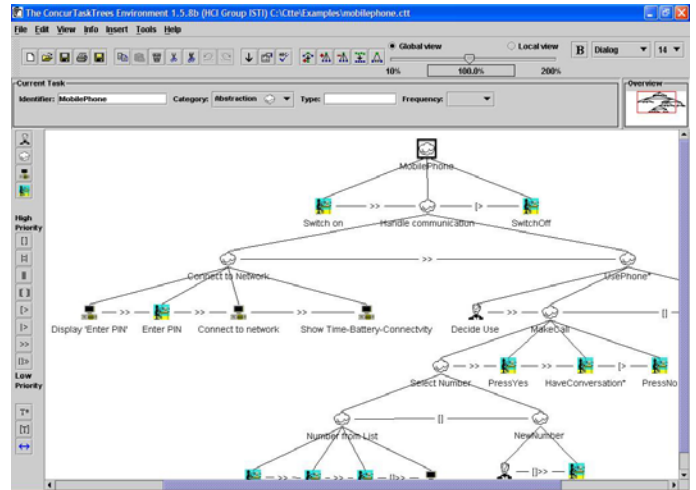 The ConcurTaskTrees Environment 1.5.8b (HCI Group ISTI) C:\Ctte\Examples\mobilephone.ctt
File Edit View Info Insert Tools Help
Global view Local view B Dialog 14
10% 100.0% 200%
Current Task Overview
Identifier: MobilePhone Category: Abstraction Type: Frequency:
MobilePhone
>> [>
Switch on Handle communication SwitchOff
High
Priority
[]
>>
Connect to Network UsePhone*
>> >> >> >> []
Display 'Enter PIN' Enter PIN Connect to network Show Time-Battery-Connectvity Decide Use MakeCall
[>
|>
>>
[]>>
Low
Priority
>> >> [>
Select Number PressYes HaveConversation* PressNo
T*
[T]
[]
Number from List NewNumber
>> >> []>> []>>